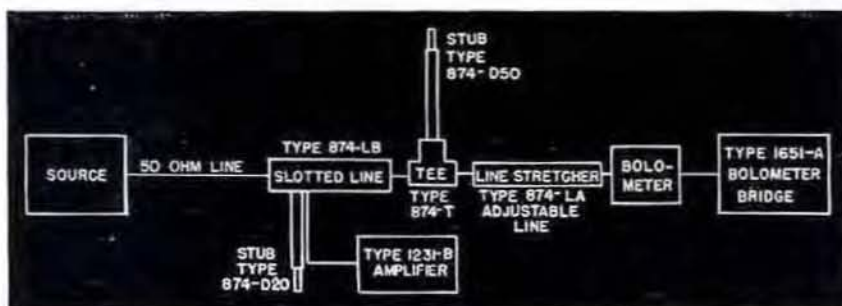 STUB
TYPE
874-D50
SOURCE
50 OHM LINE
TYPE 874-LB
SLOTTED LINE
TEE
TYPE
874-T
LINE STRETCHER
TYPE 874-LA
ADJUSTABLE
LINE
BOLO-
METER
TYPE 1651-A
BOLOMETER
BRIDGE
STUB
TYPE
874-D20
TYPE 1231-B
AMPLIFIER